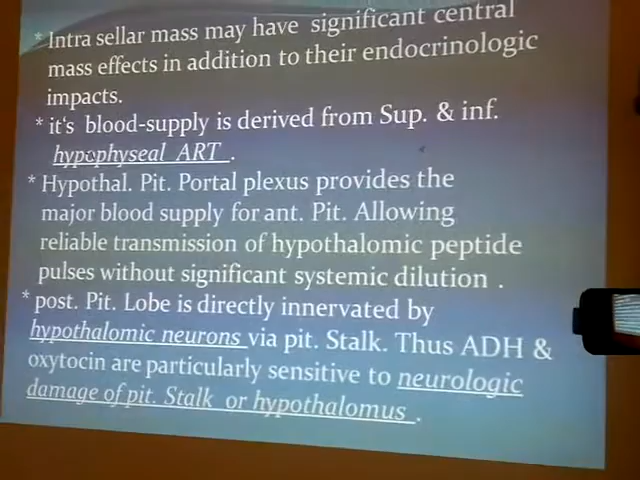 * Intra sellar mass may have significant central
mass effects in addition to their endocrinologic
impacts.
* it's blood-supply is derived from Sup. & inf.
hypophyseal ART .
* Hypothal. Pit. Portal plexus provides the
major blood supply for ant. Pit. Allowing
reliable transmission of hypothalomic peptide
pulses without significant systemic dilution .
* post. Pit. Lobe is directly innervated by
hypothalomic neurons via pit. Stalk. Thus ADH &
oxytocin are particularly sensitive to neurologic
damage of pit. Stalk or hypothalomus .